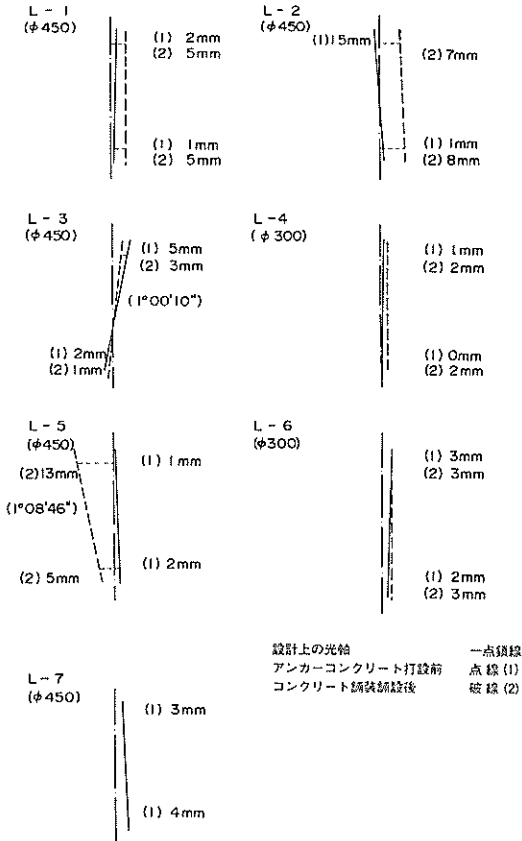 L-1
(φ450)
(1) 2mm
(2) 5mm
(1) 1mm
(2) 5mm
L-2
(φ450)
(1)15mm
(2)7mm
(1)1mm
(2)8mm
L-3
(φ450)
(1) 5mm
(2) 3mm
(1°00'10")
(1) 2mm
(2)1mm
L-4
(φ300)
(1)1mm
(2)2mm
(1)0mm
(2)2mm
L-5
(φ450)
(2)13mm
(1) 1mm
(1°08'46")
(2) 5mm
(1) 2mm
L-6
(φ300)
(1)3mm
(2)3mm
(1)2mm
(2)3mm
設計上の光軸 一点鎖線
アンカーコンクリート打設前 点線(1)
コンクリート舗装舗設後 破線(2)
L-7
(φ450)
(1) 3mm
(1) 4mm